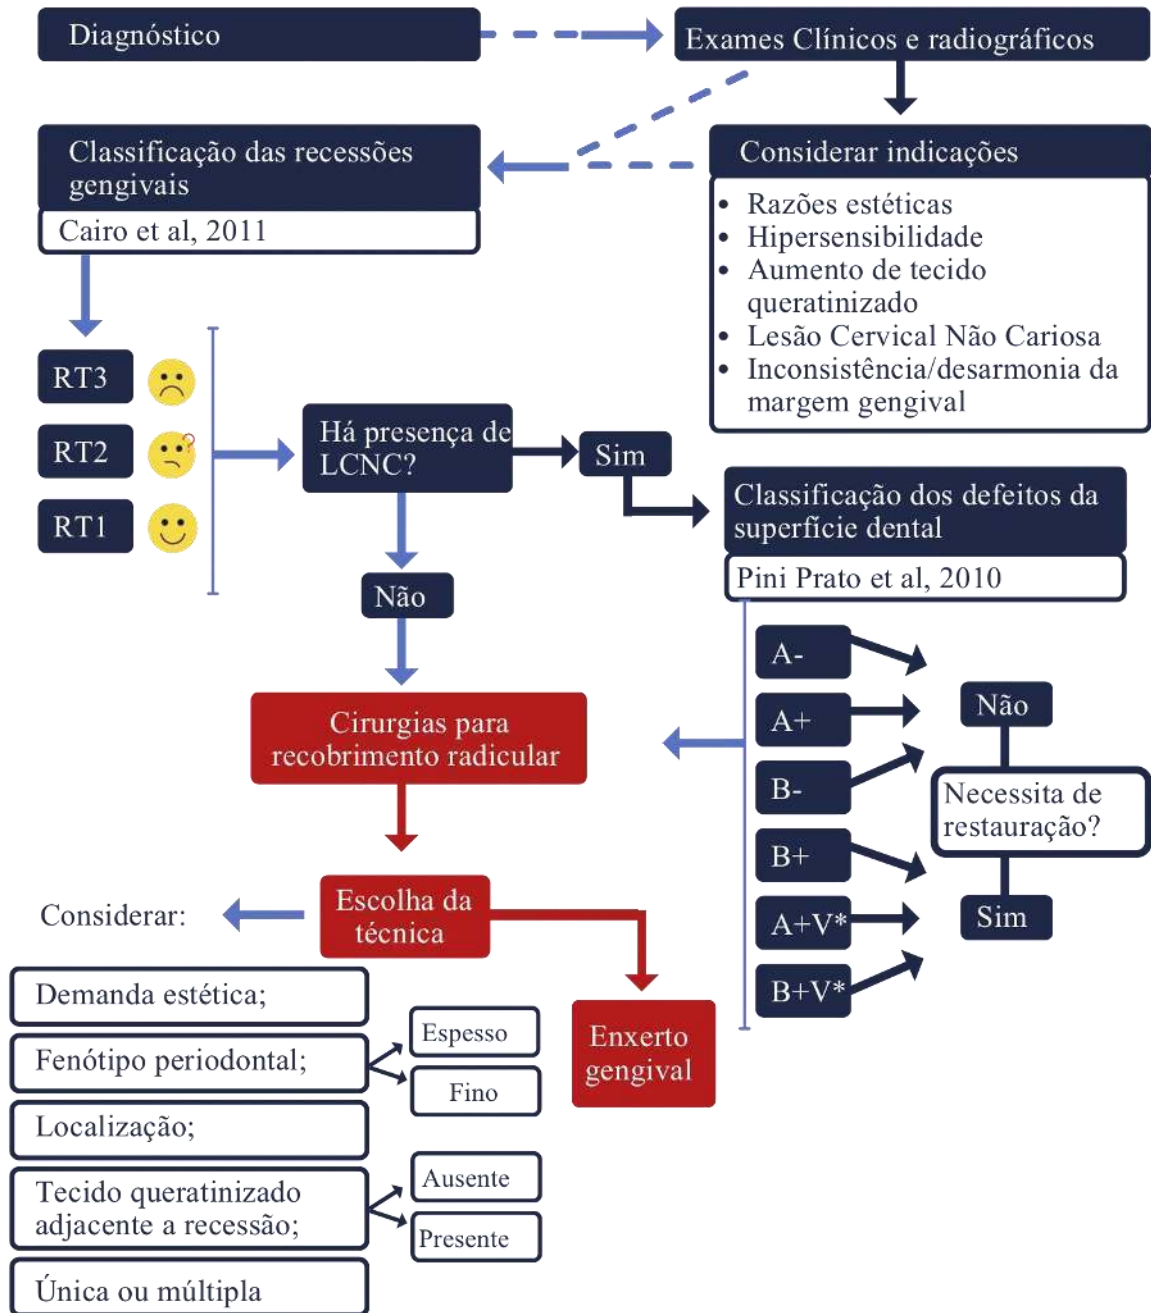 Diagnóstico
Exames Clínicos e radiográficos
Classificação das recessões
gengivais
Cairo et al, 2011
Considerar indicações
• Razões estéticas
• Hipersensibilidade
• Aumento de tecido
queratinizado
• Lesão Cervical Não Cariosa
• Inconsistência/desarmonia da
margem gengival
RT3
RT2
?
RT1
Há presença de
LCNC?
Sim
Não
Classificação dos defeitos da
superfície dental
Pini Prato et al, 2010
A-
A+
B-
B+
A+V*
B+V*
Não
Necessita de
restauração?
Sim
Cirurgias para
recobrimento radicular
Escolha da
técnica
Enxerto
gengival
Considerar:
Demanda estética;
Fenótipo periodontal;
Espesso
Fino
Localização;
Tecido queratinizado
adjacente a recessão;
Ausente
Presente
Única ou múltipla